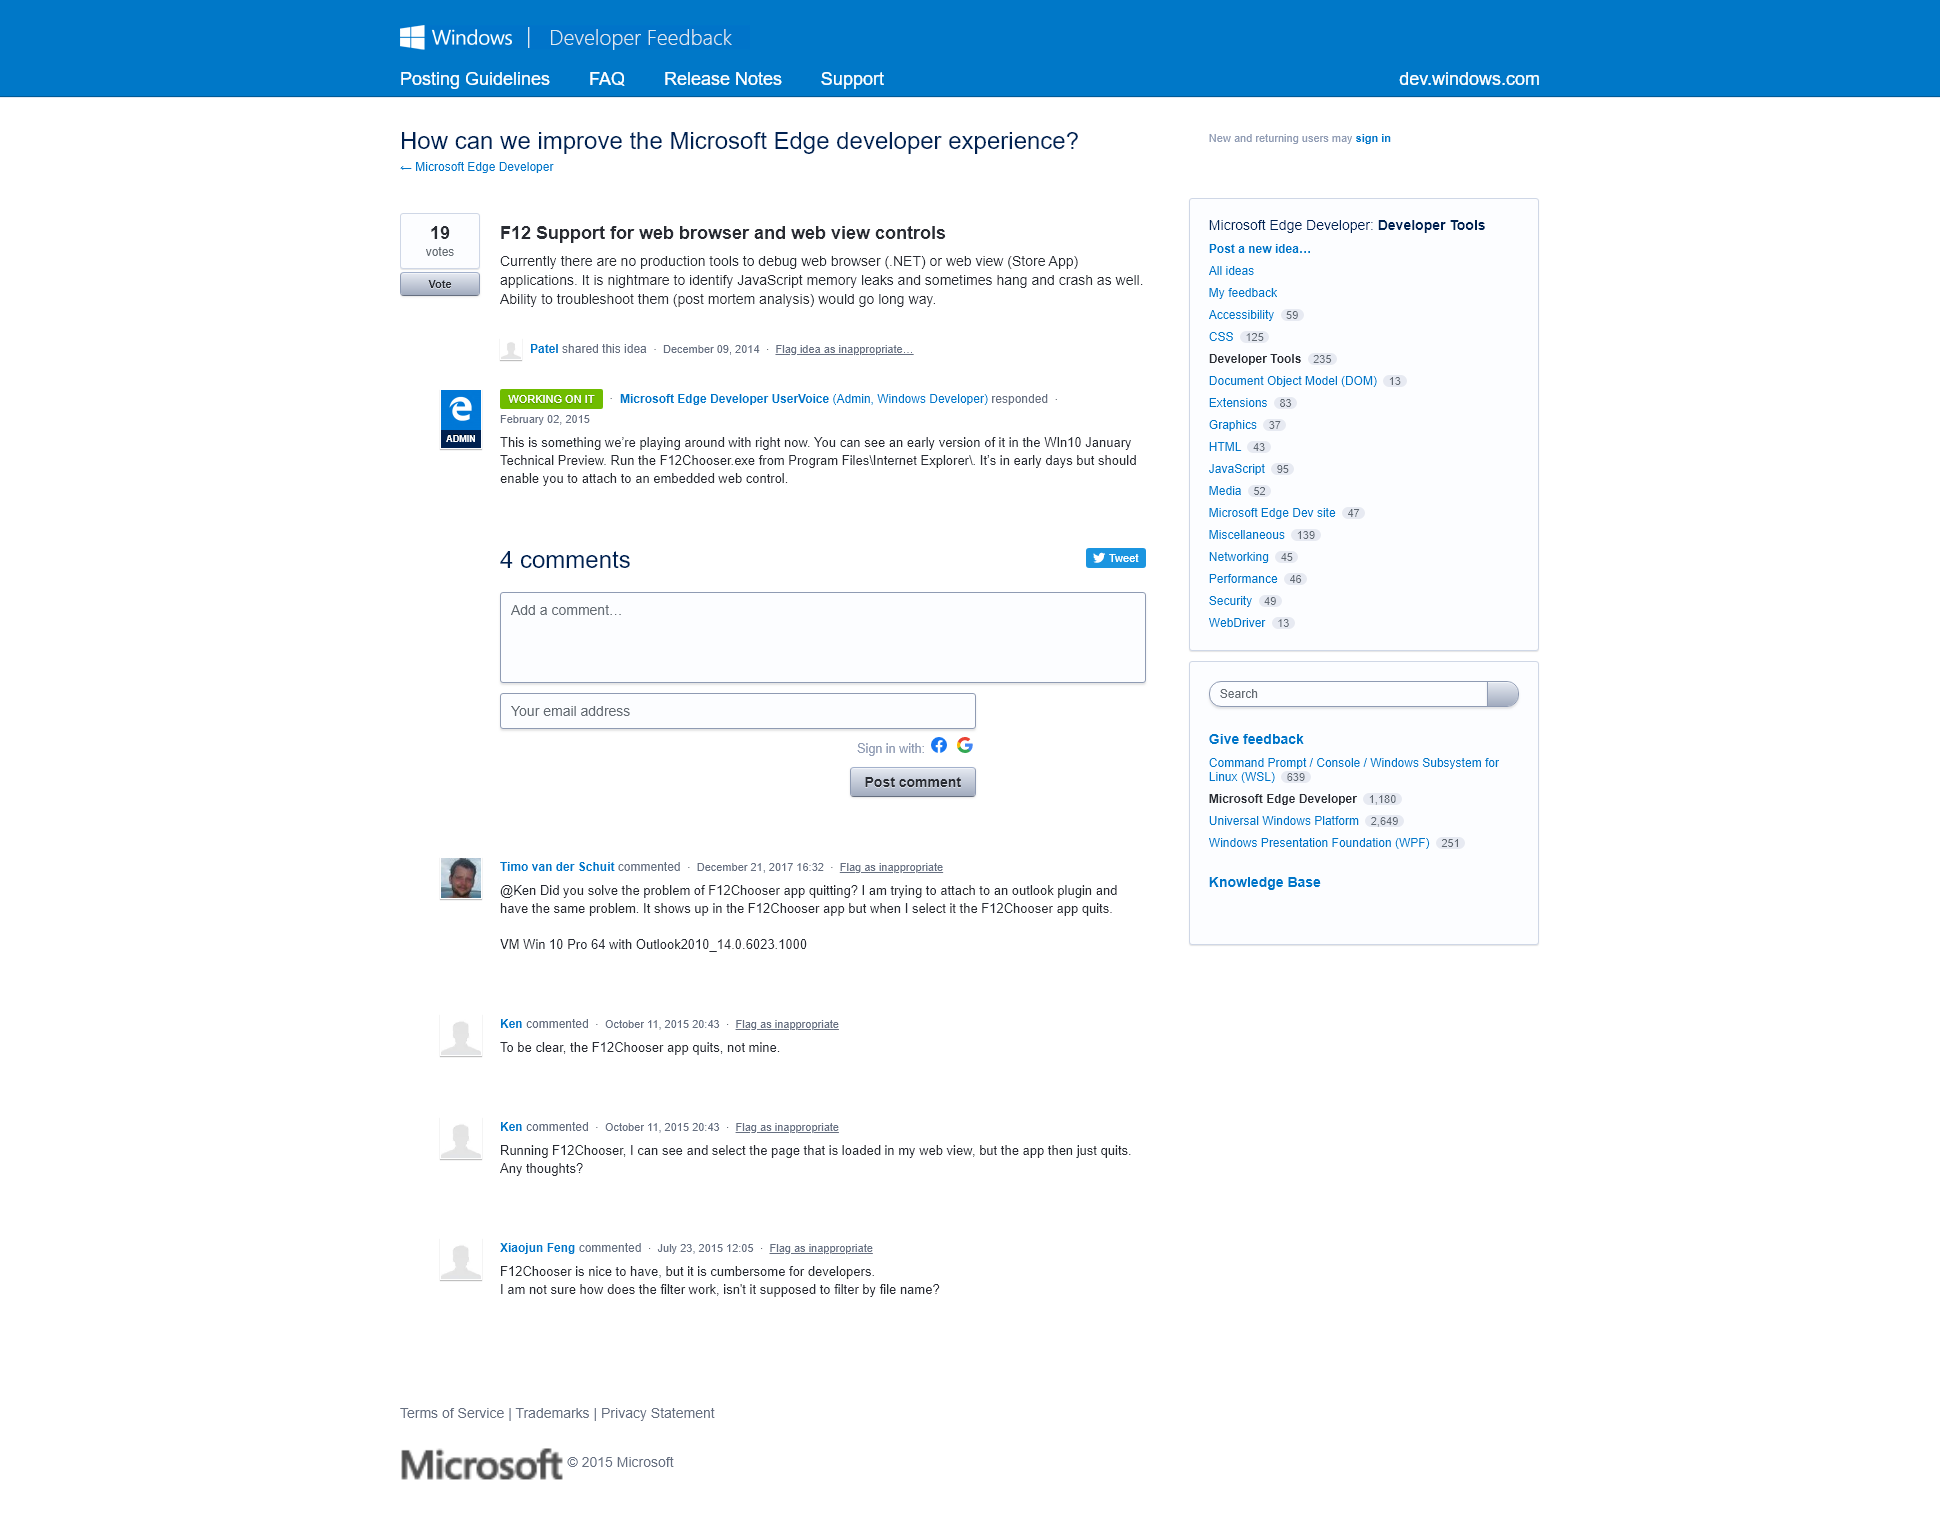 Windows | Developer Feedback
Posting Guidelines FAQ Release Notes Support dev.windows.com
How can we improve the Microsoft Edge developer experience?
← Microsoft Edge Developer
New and returning users may sign in
19
votes
Vote
F12 Support for web browser and web view controls
Currently there are no production tools to debug web browser (.NET) or web view (Store App)
applications. It is nightmare to identify JavaScript memory leaks and sometimes hang and crash as well.
Ability to troubleshoot them (post mortem analysis) would go long way.
Patel shared this idea · December 09, 2014 · Flag idea as inappropriate…
ADMIN
WORKING ON IT · Microsoft Edge Developer UserVoice (Admin, Windows Developer) responded ·
February 02, 2015
This is something we're playing around with right now. You can see an early version of it in the WIn10 January
Technical Preview. Run the F12Chooser.exe from Program Files\Internet Explorer\. It's in early days but should
enable you to attach to an embedded web control.
4 comments
Tweet
Add a comment…
Your email address
Sign in with:
Post comment
Timo van der Schuit commented · December 21, 2017 16:32 · Flag as inappropriate
@Ken Did you solve the problem of F12Chooser app quitting? I am trying to attach to an outlook plugin and
have the same problem. It shows up in the F12Chooser app but when I select it the F12Chooser app quits.
VM Win 10 Pro 64 with Outlook2010_14.0.6023.1000
Ken commented · October 11, 2015 20:43 · Flag as inappropriate
To be clear, the F12Chooser app quits, not mine.
Ken commented · October 11, 2015 20:43 · Flag as inappropriate
Running F12Chooser, I can see and select the page that is loaded in my web view, but the app then just quits.
Any thoughts?
Xiaojun Feng commented · July 23, 2015 12:05 · Flag as inappropriate
F12Chooser is nice to have, but it is cumbersome for developers.
I am not sure how does the filter work, isn't it supposed to filter by file name?
Microsoft Edge Developer: Developer Tools
Post a new idea…
All ideas
My feedback
Accessibility 59
CSS 125
Developer Tools 235
Document Object Model (DOM) 13
Extensions 83
Graphics 37
HTML 43
JavaScript 95
Media 52
Microsoft Edge Dev site 47
Miscellaneous 139
Networking 45
Performance 46
Security 49
WebDriver 13
Search
Give feedback
Command Prompt / Console / Windows Subsystem for
Linux (WSL) 639
Microsoft Edge Developer 1,180
Universal Windows Platform 2,649
Windows Presentation Foundation (WPF) 251
Knowledge Base
Terms of Service | Trademarks | Privacy Statement
Microsoft © 2015 Microsoft